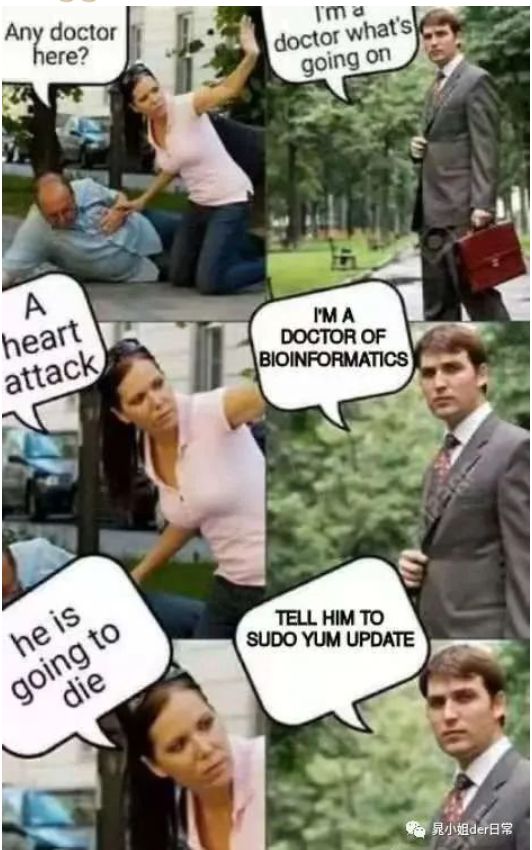 Any doctor
here?
I'm a
doctor what's
going on
A
heart
attack
I'M A
DOCTOR OF
BIOINFORMATICS
he is
going to
die
TELL HIM TO
SUDO YUM UPDATE
晁小姐der日常